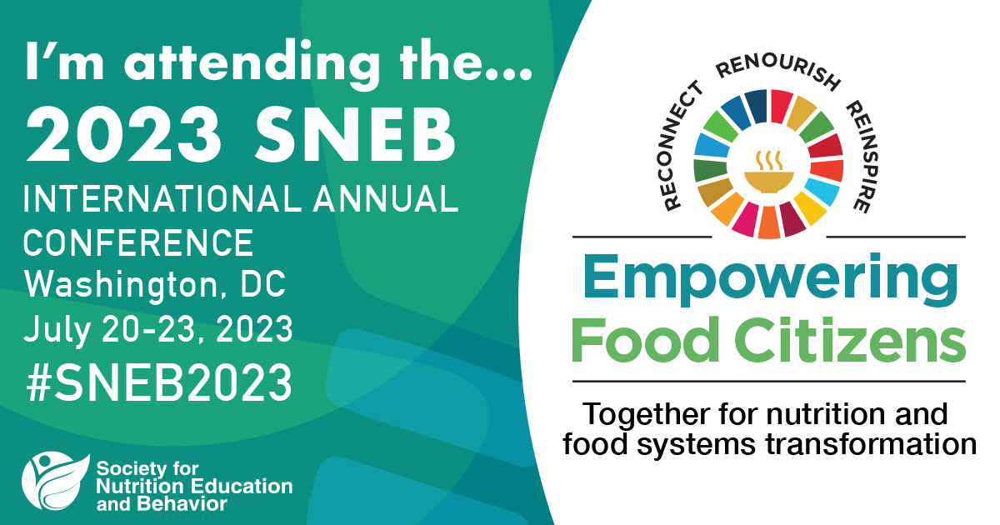 I’m attending the...
2023 SNEB
INTERNATIONAL ANNUAL
CONFERENCE
Washington, DC
July 20-23, 2023
#SNEB2023
Society for
Nutrition Education
and Behavior
RECONNECT RENOURISH REINSPIRE
Empowering
Food Citizens
Together for nutrition and
food systems transformation